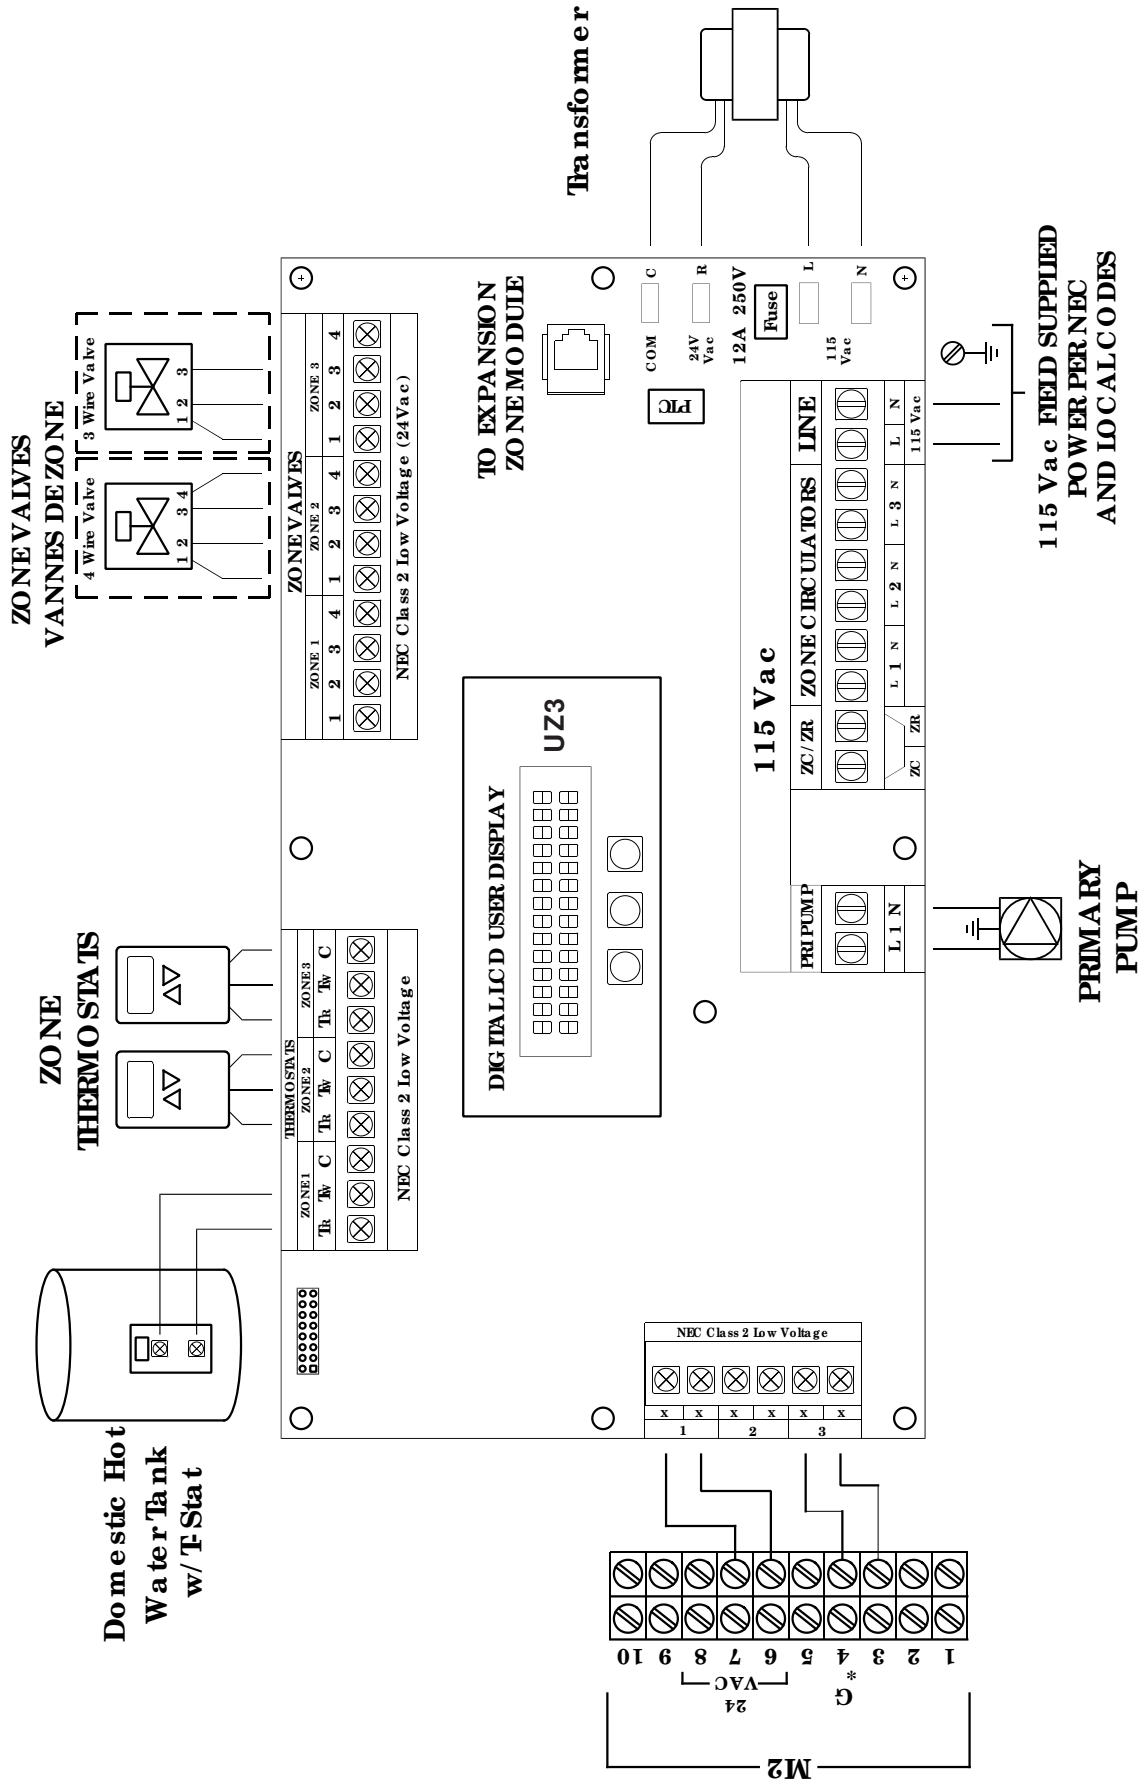 ZONE VALVES
VANNES DE ZONE
4 Wire Valve
1 2 3 4
3 Wire Valve
1 2 3
ZONE
THERMOSTATS
Domestic Hot
Water Tank
w/ T-Stat
THERMOSTATS
ZONE 1
ZONE 2
ZONE 3
TR TW C TR TW C TR TW C
NEC Class 2 Low Voltage
ZONE VALVES
ZONE 1
ZONE 2
ZONE 3
1 2 3 4 1 2 3 4 1 2 3 4
NEC Class 2 Low Voltage (24Vac)
TO EXPANSION
ZONE MODULE
DIGITAL LCD USER DISPLAY
UZ3
PIC
COM
C
24V
Vac
R
12A 250V
Fuse
115
Vac
L
N
Transformer
115 Vac
PRI PUMP
L 1 N
ZC/ZR
ZC
ZR
ZONE CIRCULATORS
L 1 N
L 2 N
L 3 N
LINE
L N
115 Vac
PRIMARY
PUMP
115 Vac FIELD SUPPLIED
POWER PER NEC
AND LOCAL CODES
NEC Class 2 Low Voltage
x x x x x x
1 2 3
10 9 8 7 6 5 4 3 2 1
24
VAC
G*
M2